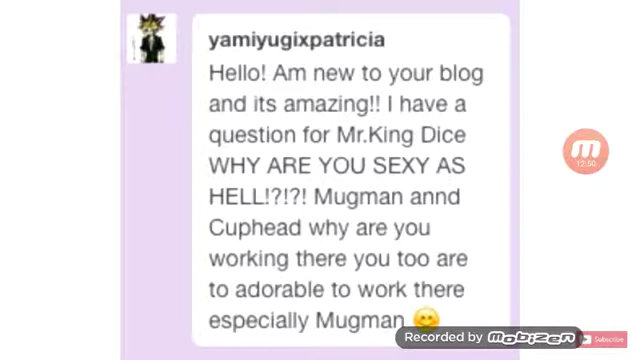 yamiyugixpatricia
Hello! Am new to your blog
and its amazing!! I have a
question for Mr.King Dice
WHY ARE YOU SEXY AS
HELL!?!?! Mugman annd
Cuphead why are you
working there you too are
to adorable to work there
especially Mugman 😊
12:50
Recorded by mobizen
Subscribe